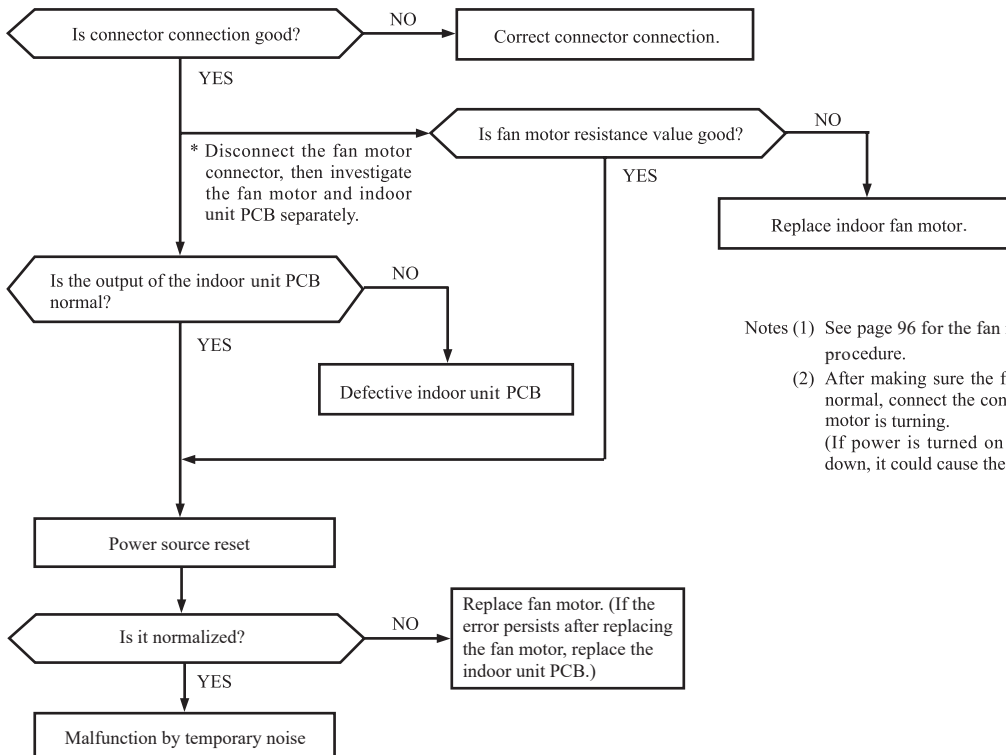 Is connector connection good?
NO
Correct connector connection.
YES
* Disconnect the fan motor
connector, then investigate
the fan motor and indoor
unit PCB separately.
Is fan motor resistance value good?
NO
YES
Replace indoor fan motor.
Is the output of the indoor unit PCB
normal?
NO
YES
Defective indoor unit PCB
Notes (1) See page 96 for the fan
procedure.
(2) After making sure the f
normal, connect the con
motor is turning.
(If power is turned on
down, it could cause the
Power source reset
Is it normalized?
NO
Replace fan motor. (If the
error persists after replacing
the fan motor, replace the
indoor unit PCB.)
YES
Malfunction by temporary noise